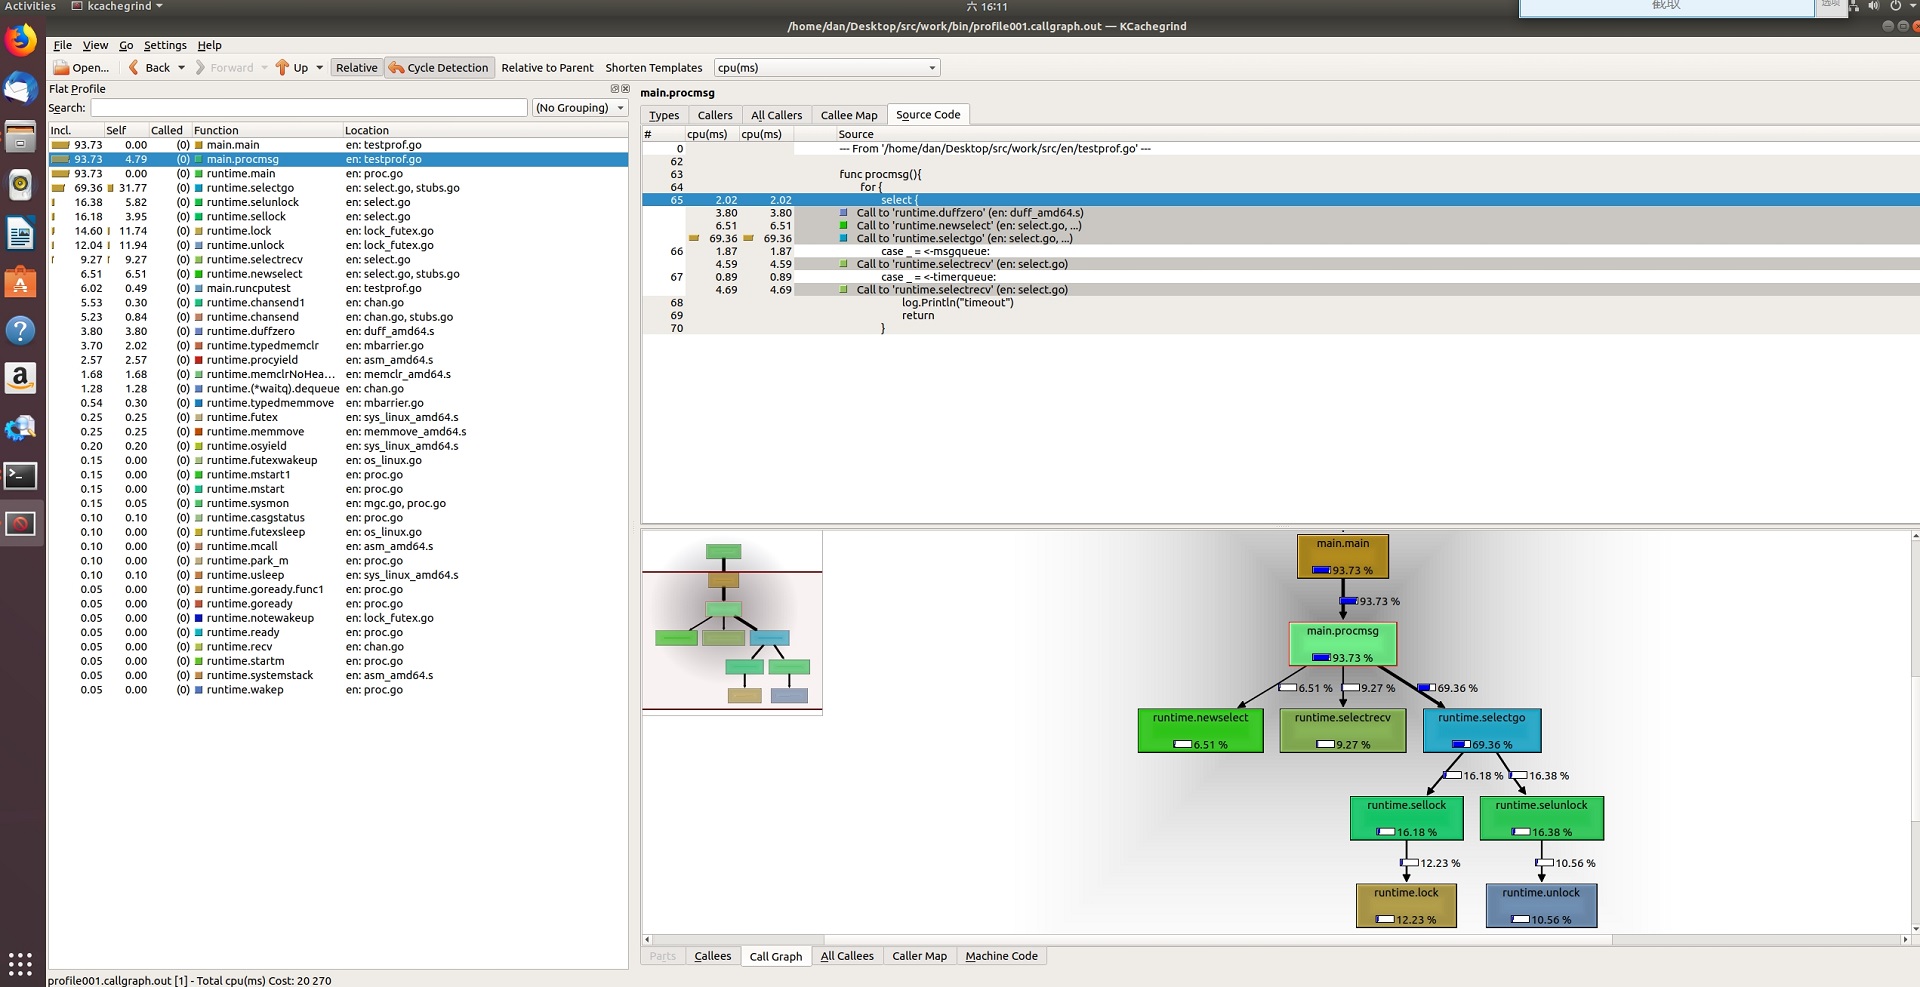 Activities kcachegrind 六 16:11 截取 选项
/home/dan/Desktop/src/work/bin/profile001.callgraph.out — KCachegrind
File View Go Settings Help
Open... Back Forward Up Relative Cycle Detection Relative to Parent Shorten Templates cpu(ms)
Flat Profile
Search: (No Grouping)
Incl. Self Called Function Location
93.73 0.00 (0) main.main en: testprof.go
93.73 4.79 (0) main.procmsg en: testprof.go
93.73 0.00 (0) runtime.main en: proc.go
69.36 31.77 (0) runtime.selectgo en: select.go, stubs.go
16.38 5.82 (0) runtime.selunlock en: select.go
16.18 3.95 (0) runtime.sellock en: select.go
14.60 11.74 (0) runtime.lock en: lock_futex.go
12.04 11.94 (0) runtime.unlock en: lock_futex.go
9.27 9.27 (0) runtime.selectrecv en: select.go
6.51 6.51 (0) runtime.newselect en: select.go, stubs.go
6.02 0.49 (0) main.runcputest en: testprof.go
5.53 0.30 (0) runtime.chansend1 en: chan.go
5.23 0.84 (0) runtime.chansend en: chan.go, stubs.go
3.80 3.80 (0) runtime.duffzero en: duff_amd64.s
3.70 2.02 (0) runtime.typedmemclr en: mbarrier.go
2.57 2.57 (0) runtime.procyield en: asm_amd64.s
1.68 1.68 (0) runtime.memclrNoHea... en: memclr_amd64.s
1.28 1.28 (0) runtime.(*waitq).dequeue en: chan.go
0.54 0.30 (0) runtime.typedmemmove en: mbarrier.go
0.25 0.25 (0) runtime.futex en: sys_linux_amd64.s
0.25 0.25 (0) runtime.memmove en: memmove_amd64.s
0.20 0.20 (0) runtime.osyield en: sys_linux_amd64.s
0.15 0.00 (0) runtime.futexwakeup en: os_linux.go
0.15 0.00 (0) runtime.mstart1 en: proc.go
0.15 0.00 (0) runtime.mstart en: proc.go
0.15 0.05 (0) runtime.sysmon en: mgc.go, proc.go
0.10 0.10 (0) runtime.casgstatus en: proc.go
0.10 0.00 (0) runtime.futexsleep en: os_linux.go
0.10 0.00 (0) runtime.mcall en: asm_amd64.s
0.10 0.00 (0) runtime.park_m en: proc.go
0.10 0.10 (0) runtime.usleep en: sys_linux_amd64.s
0.05 0.00 (0) runtime.goready.func1 en: proc.go
0.05 0.00 (0) runtime.goready en: proc.go
0.05 0.00 (0) runtime.notewakeup en: lock_futex.go
0.05 0.00 (0) runtime.ready en: proc.go
0.05 0.00 (0) runtime.recv en: chan.go
0.05 0.00 (0) runtime.startm en: proc.go
0.05 0.00 (0) runtime.systemstack en: asm_amd64.s
0.05 0.00 (0) runtime.wakep en: proc.go
main.procmsg
Types Callers All Callers Callee Map Source Code
# cpu(ms) cpu(ms) Source
0 --- From '/home/dan/Desktop/src/work/src/en/testprof.go' ---
62
63 func procmsg(){
64 for {
65 2.02 2.02 select {
3.80 3.80 Call to 'runtime.duffzero' (en: duff_amd64.s)
6.51 6.51 Call to 'runtime.newselect' (en: select.go, ...)
69.36 69.36 Call to 'runtime.selectgo' (en: select.go, ...)
66 1.87 1.87 case _ = <-msgqueue:
4.59 4.59 Call to 'runtime.selectrecv' (en: select.go)
67 0.89 0.89 case _ = <-timerqueue:
4.69 4.69 Call to 'runtime.selectrecv' (en: select.go)
68 log.Println("timeout")
69 return
70 }
main.main
93.73 %
93.73 %
main.procmsg
93.73 %
6.51 % 9.27 % 69.36 %
runtime.newselect runtime.selectrecv runtime.selectgo
6.51 % 9.27 % 69.36 %
16.18 % 16.38 %
runtime.sellock runtime.selunlock
16.18 % 16.38 %
12.23 % 10.56 %
runtime.lock runtime.unlock
12.23 % 10.56 %
Parts Callees Call Graph All Callees Caller Map Machine Code
profile001.callgraph.out [1] - Total cpu(ms) Cost: 20 270